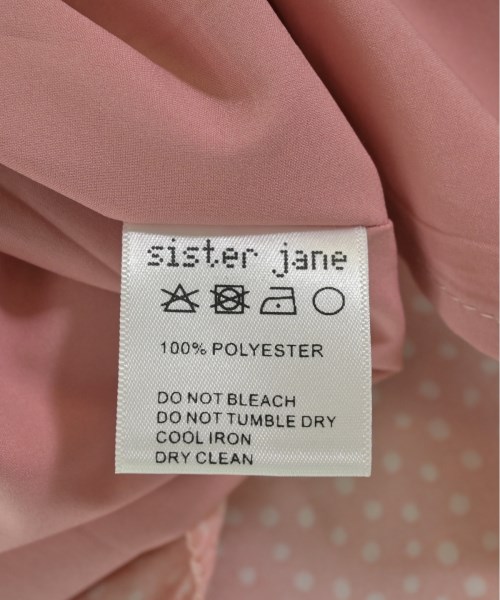 sister jane
100% POLYESTER
DO NOT BLEACH
DO NOT TUMBLE DRY
COOL IRON
DRY CLEAN